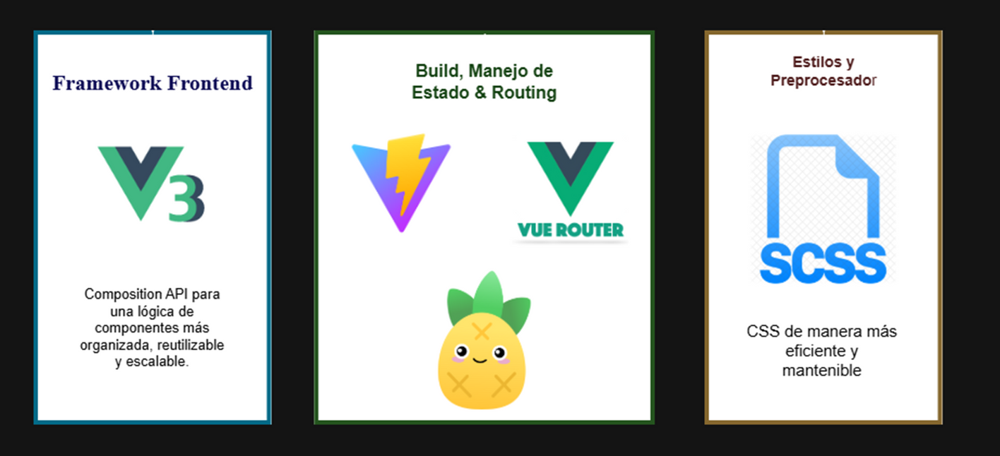 Framework Frontend
3
Composition API para
una lógica de
componentes más
organizada, reutilizable
y escalable.
Build, Manejo de
Estado & Routing
VUE ROUTER
Estilos y
Preprocesador
SCSS
CSS de manera más
eficiente y
mantenible